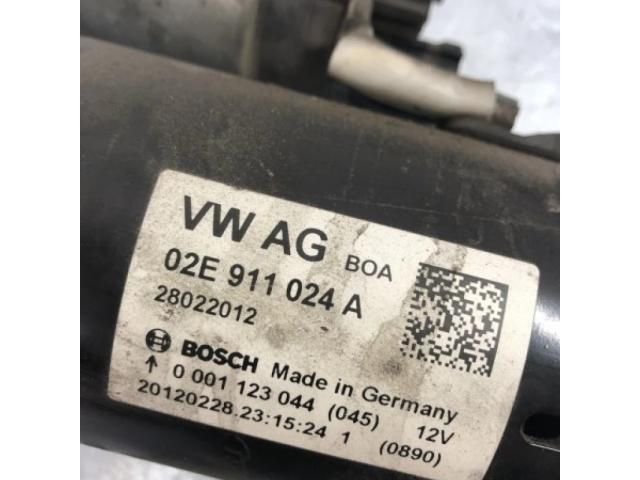 VW AG BOA
02E 911 024 A
28022012
BOSCH Made in Germany
↑ 0 001 123 044 (045) 12V
20120228.23:15:24 1 (0890)